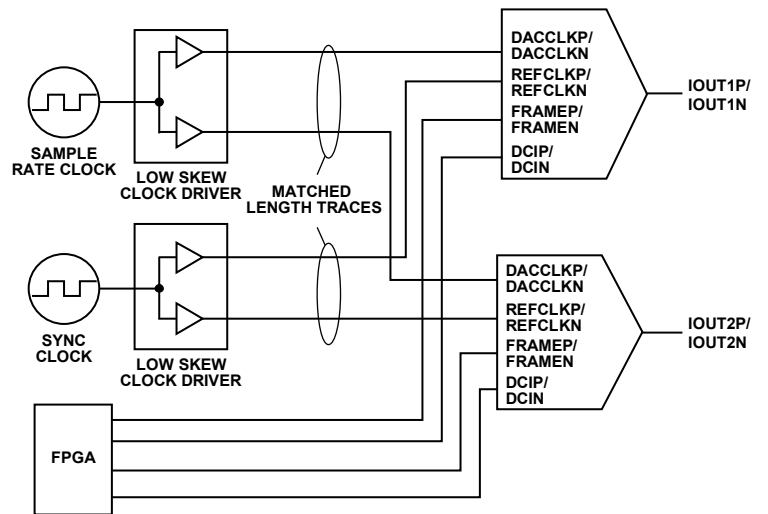 DACCLKP/
DACCLKN
REFCLKP/
REFCLKN
FRAMEP/
FRAMEN
DCIP/
DCIN
IOUT1P/
IOUT1N
SAMPLE
RATE CLOCK
LOW SKEW
CLOCK DRIVER
MATCHED
LENGTH TRACES
DACCLKP/
DACCLKN
REFCLKP/
REFCLKN
FRAMEP/
FRAMEN
DCIP/
DCIN
IOUT2P/
IOUT2N
SYNC
CLOCK
LOW SKEW
CLOCK DRIVER
FPGA